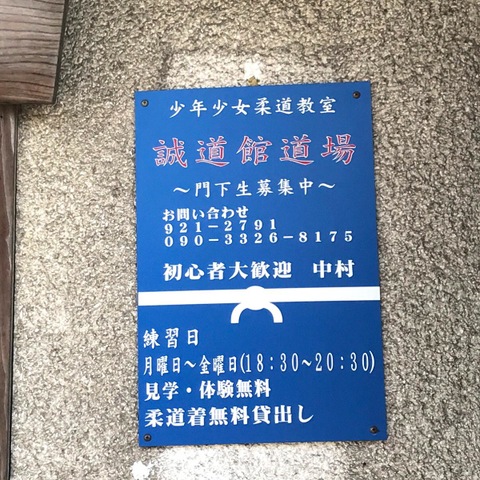 少年少女柔道教室
誠道館道場
～門下生募集中～
お問い合わせ
921-2791
090-3326-8175
初心者大歓迎 中村
練習日
月曜日～金曜日(18:30～20:30)
見学・体験無料
柔道着無料貸出し